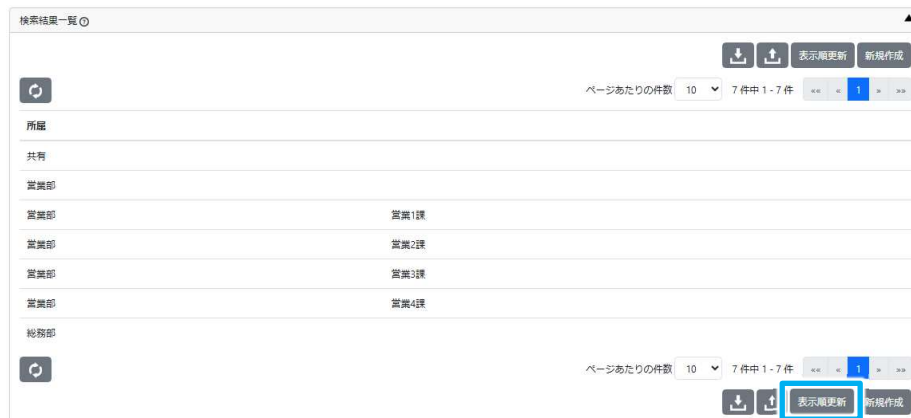 検索結果一覧
表示順更新 新規作成
ページあたりの件数 10 7 件中 1 - 7 件 «« « 1 » »»
所属
共有
営業部
営業部 営業1課
営業部 営業2課
営業部 営業3課
営業部 営業4課
総務部
ページあたりの件数 10 7 件中 1 - 7 件 «« « 1 » »»
表示順更新 新規作成